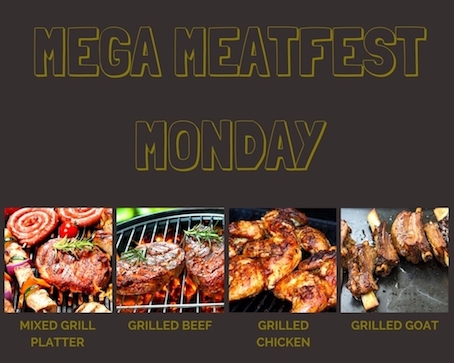 MEGA MEATFEST
MONDAY
MIXED GRILL
PLATTER
GRILLED BEEF
GRILLED
CHICKEN
GRILLED GOAT